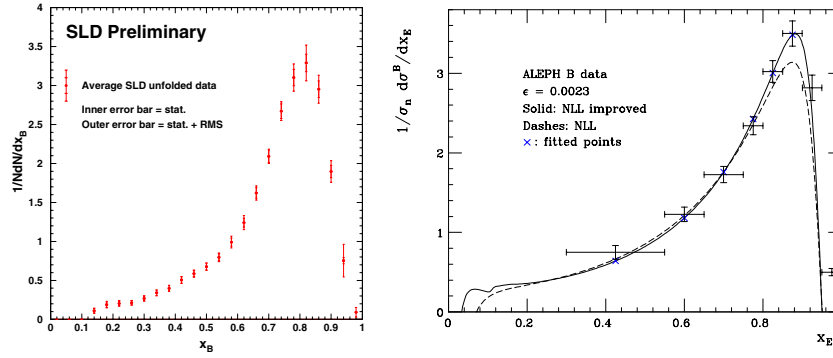 SLD Preliminary
Average SLD unfolded data
Inner error bar = stat.
Outer error bar = stat. + RMS
1/NdN/dx_B
4
3.5
3
2.5
2
1.5
1
0.5
0
0 0.1 0.2 0.3 0.4 0.5 0.6 0.7 0.8 0.9 1
x_B
ALEPH B data
ϵ = 0.0023
Solid: NLL improved
Dashes: NLL
×: fitted points
1/σ_n dσ^B/dx_E
3
2
1
0
0.0 0.2 0.4 0.6 0.8
x_E